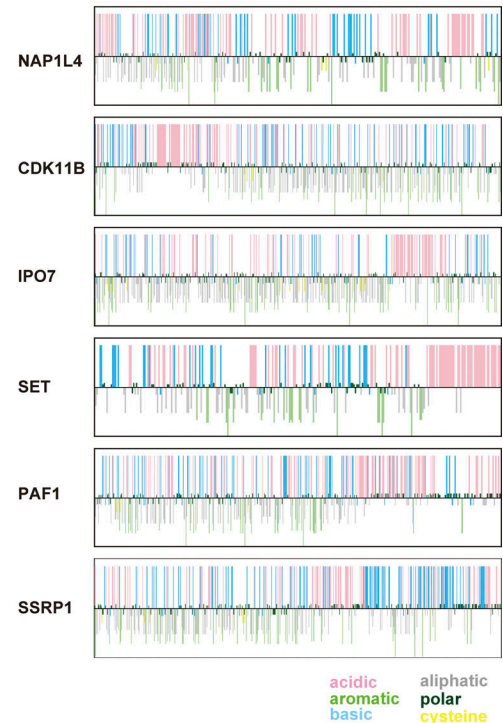 NAP1L4
CDK11B
IPO7
SET
PAF1
SSRP1
acidic aliphatic
aromatic polar
basic cysteine